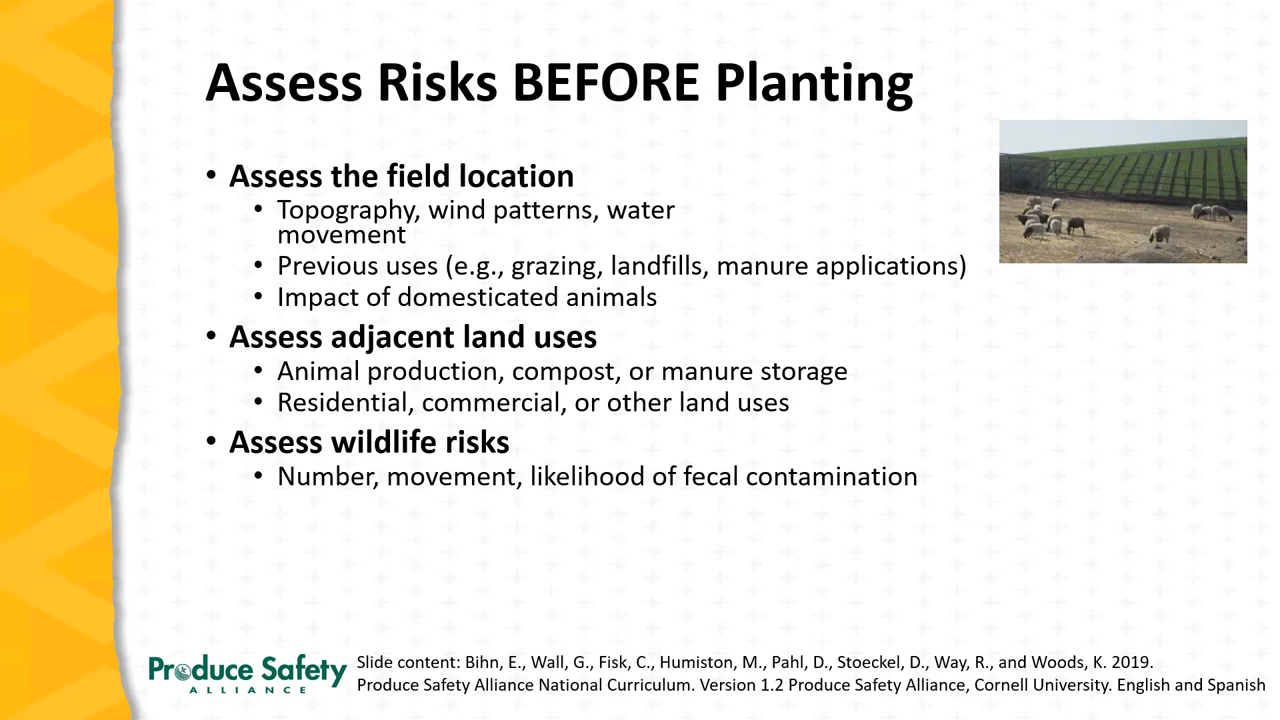 Assess Risks BEFORE Planting
• Assess the field location
• Topography, wind patterns, water
movement
• Previous uses (e.g., grazing, landfills, manure applications)
• Impact of domesticated animals
• Assess adjacent land uses
• Animal production, compost, or manure storage
• Residential, commercial, or other land uses
• Assess wildlife risks
• Number, movement, likelihood of fecal contamination
Produce Safety
ALLIANCE
Slide content: Bihn, E., Wall, G., Fisk, C., Humiston, M., Pahl, D., Stoeckel, D., Way, R., and Woods, K. 2019.
Produce Safety Alliance National Curriculum. Version 1.2 Produce Safety Alliance, Cornell University. English and Spanish